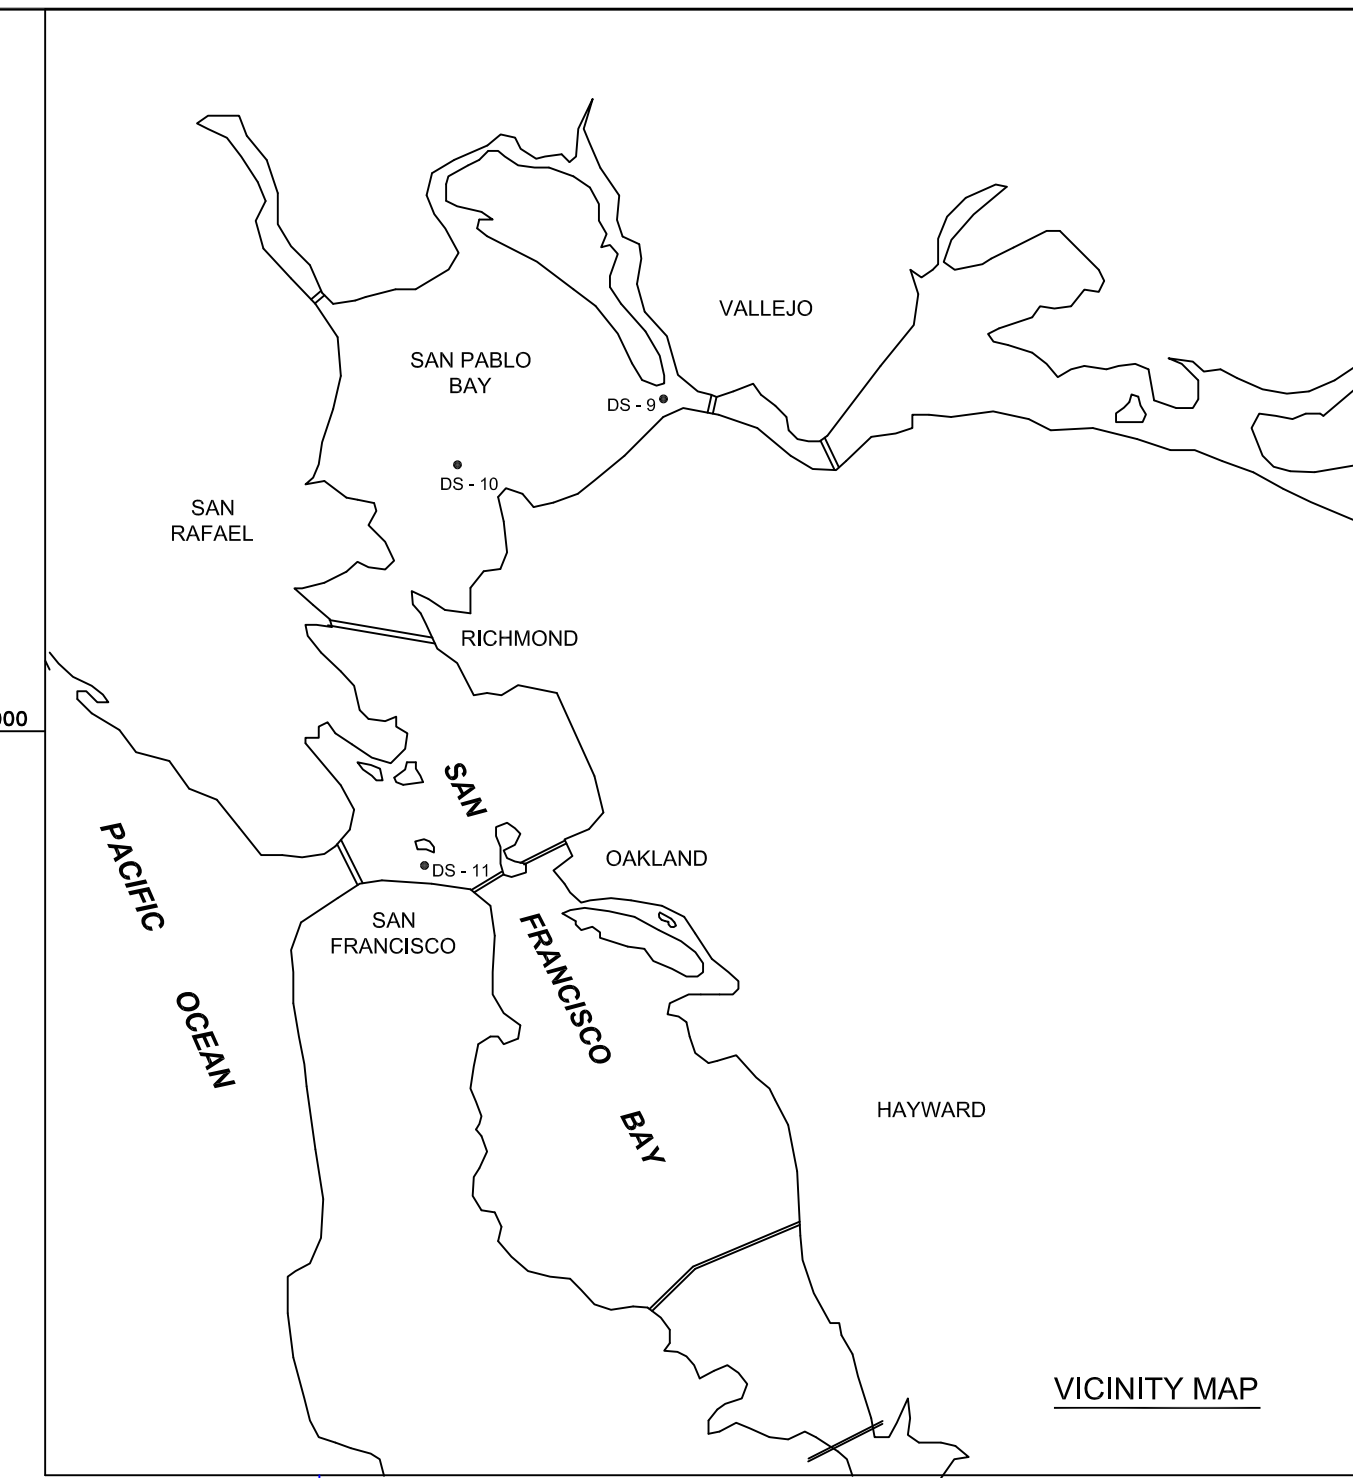 VALLEJO
SAN PABLO
BAY
DS - 9
DS - 10
SAN
RAFAEL
RICHMOND
000
SAN
FRANCISCO
BAY
PACIFIC
OCEAN
OAKLAND
DS - 11
SAN
FRANCISCO
HAYWARD
VICINITY MAP